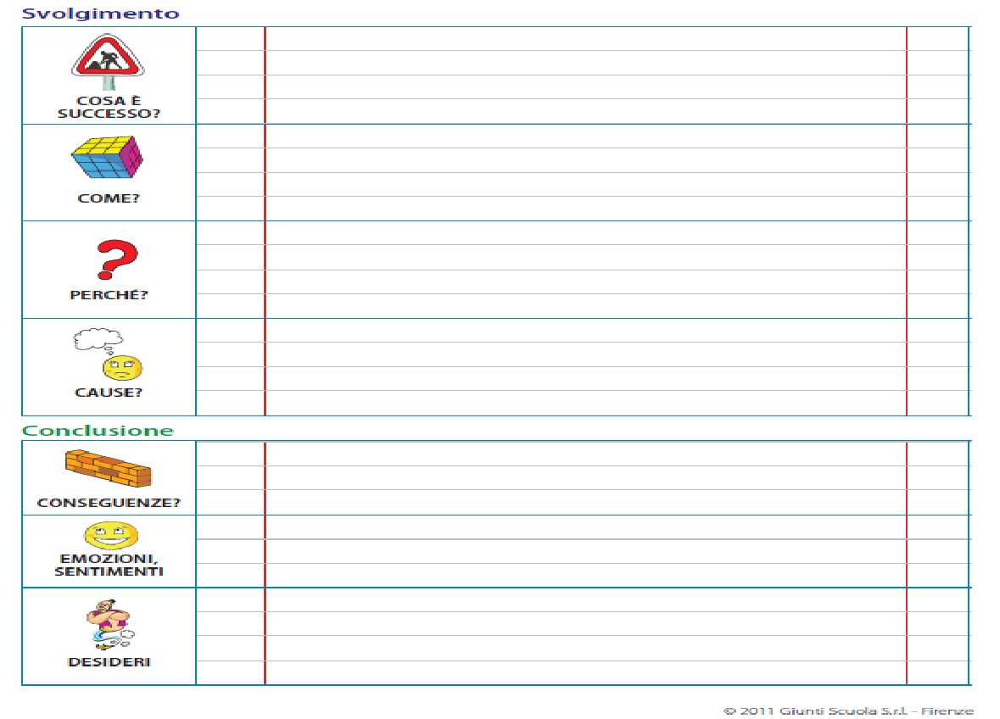 Svolgimento
COSA È
SUCCESSO?
COME?
PERCHÉ?
CAUSE?
Conclusione
CONSEGUENZE?
EMOZIONI,
SENTIMENTI
DESIDERI
© 2011 Giunti Scuola S.r.l. - Firenze